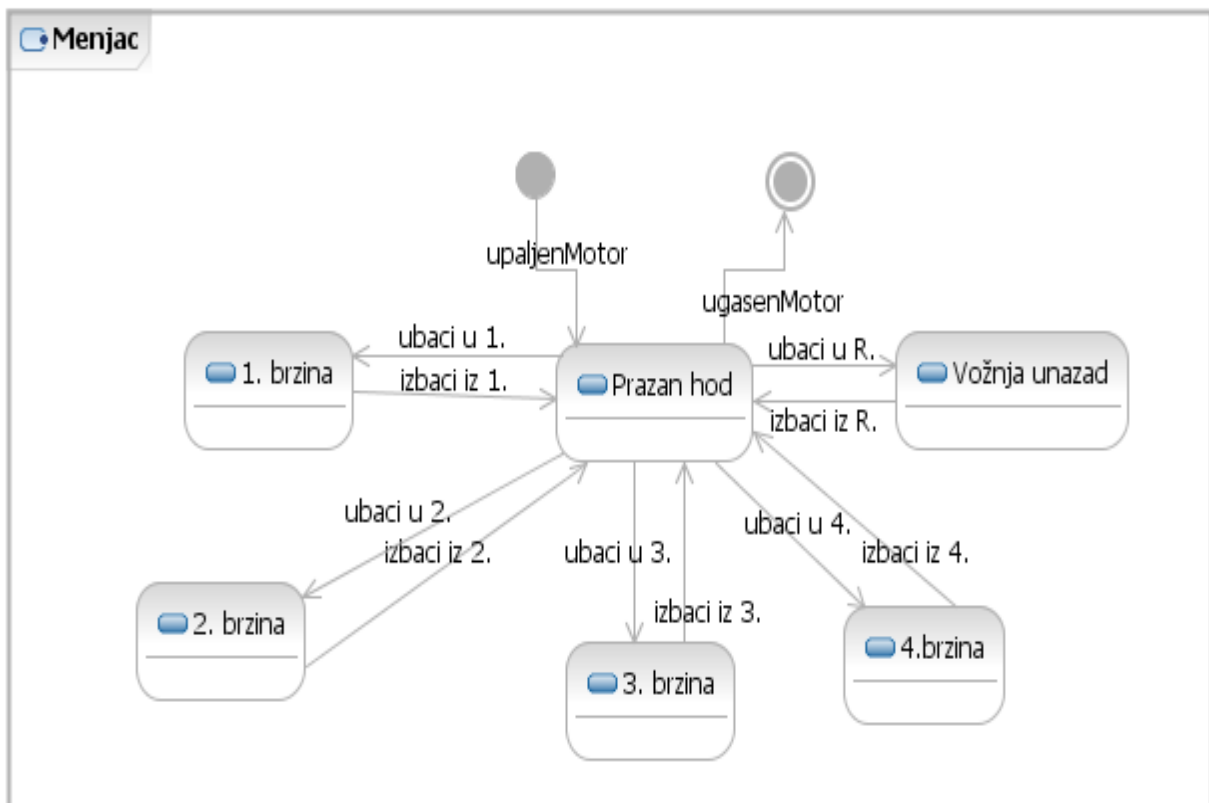 Menjac
upaljenMotor
ugasenMotor
ubaci u 1.
ubaci u R.
1. brzina
izbaci iz 1.
Prazan hod
Vožnja unazad
izbaci iz R.
ubaci u 2.
izbaci iz 2.
ubaci u 3.
ubaci u 4.
izbaci iz 4.
izbaci iz 3.
2. brzina
3. brzina
4.brzina